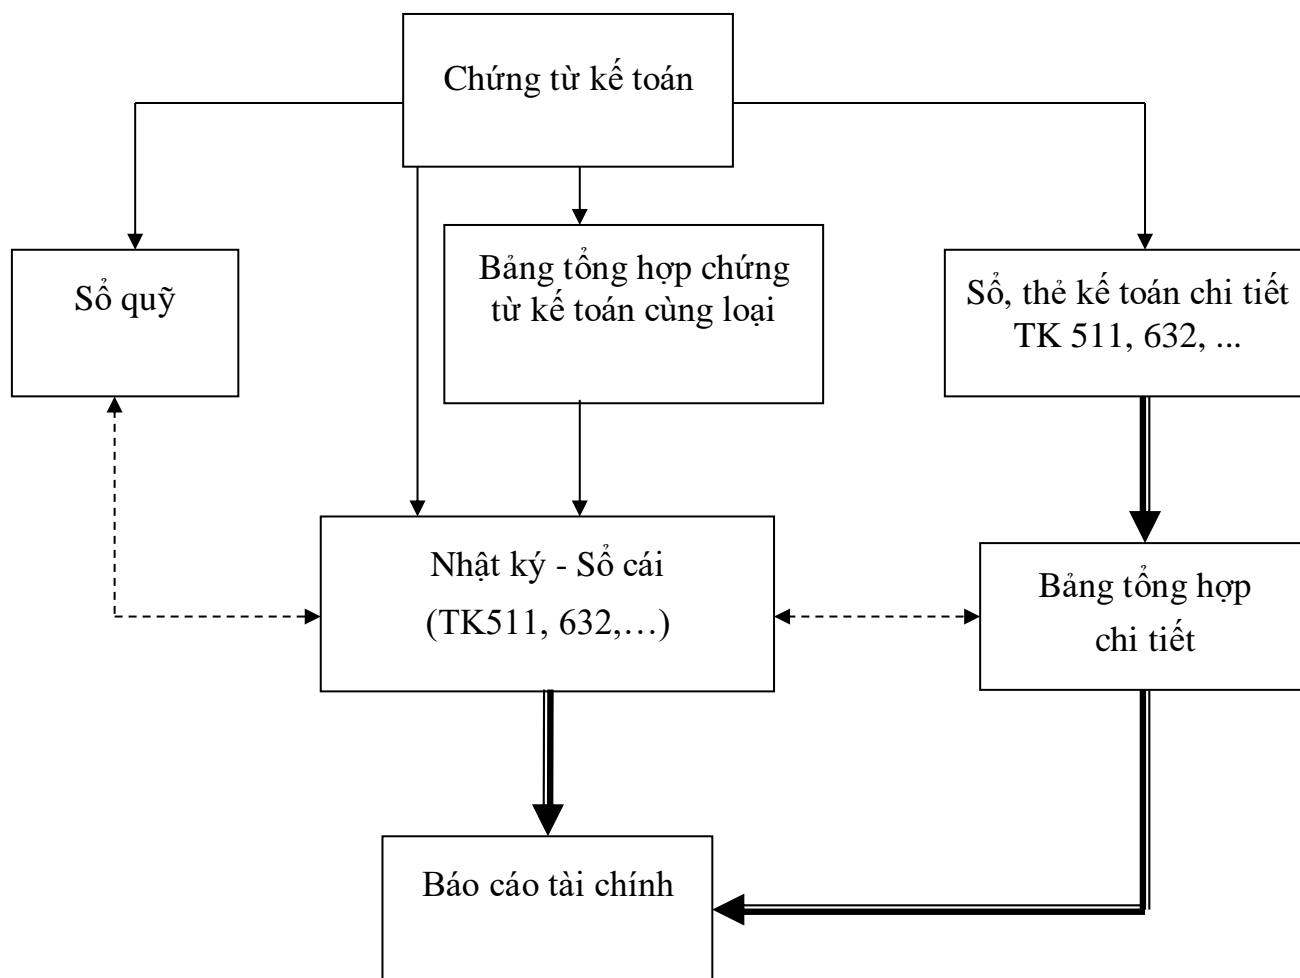 Chứng từ kế toán
Sổ quỹ
Bảng tổng hợp chứng
từ kế toán cùng loại
Sổ, thẻ kế toán chi tiết
TK 511, 632, ...
Nhật ký - Sổ cái
(TK511, 632,…)
Bảng tổng hợp
chi tiết
Báo cáo tài chính